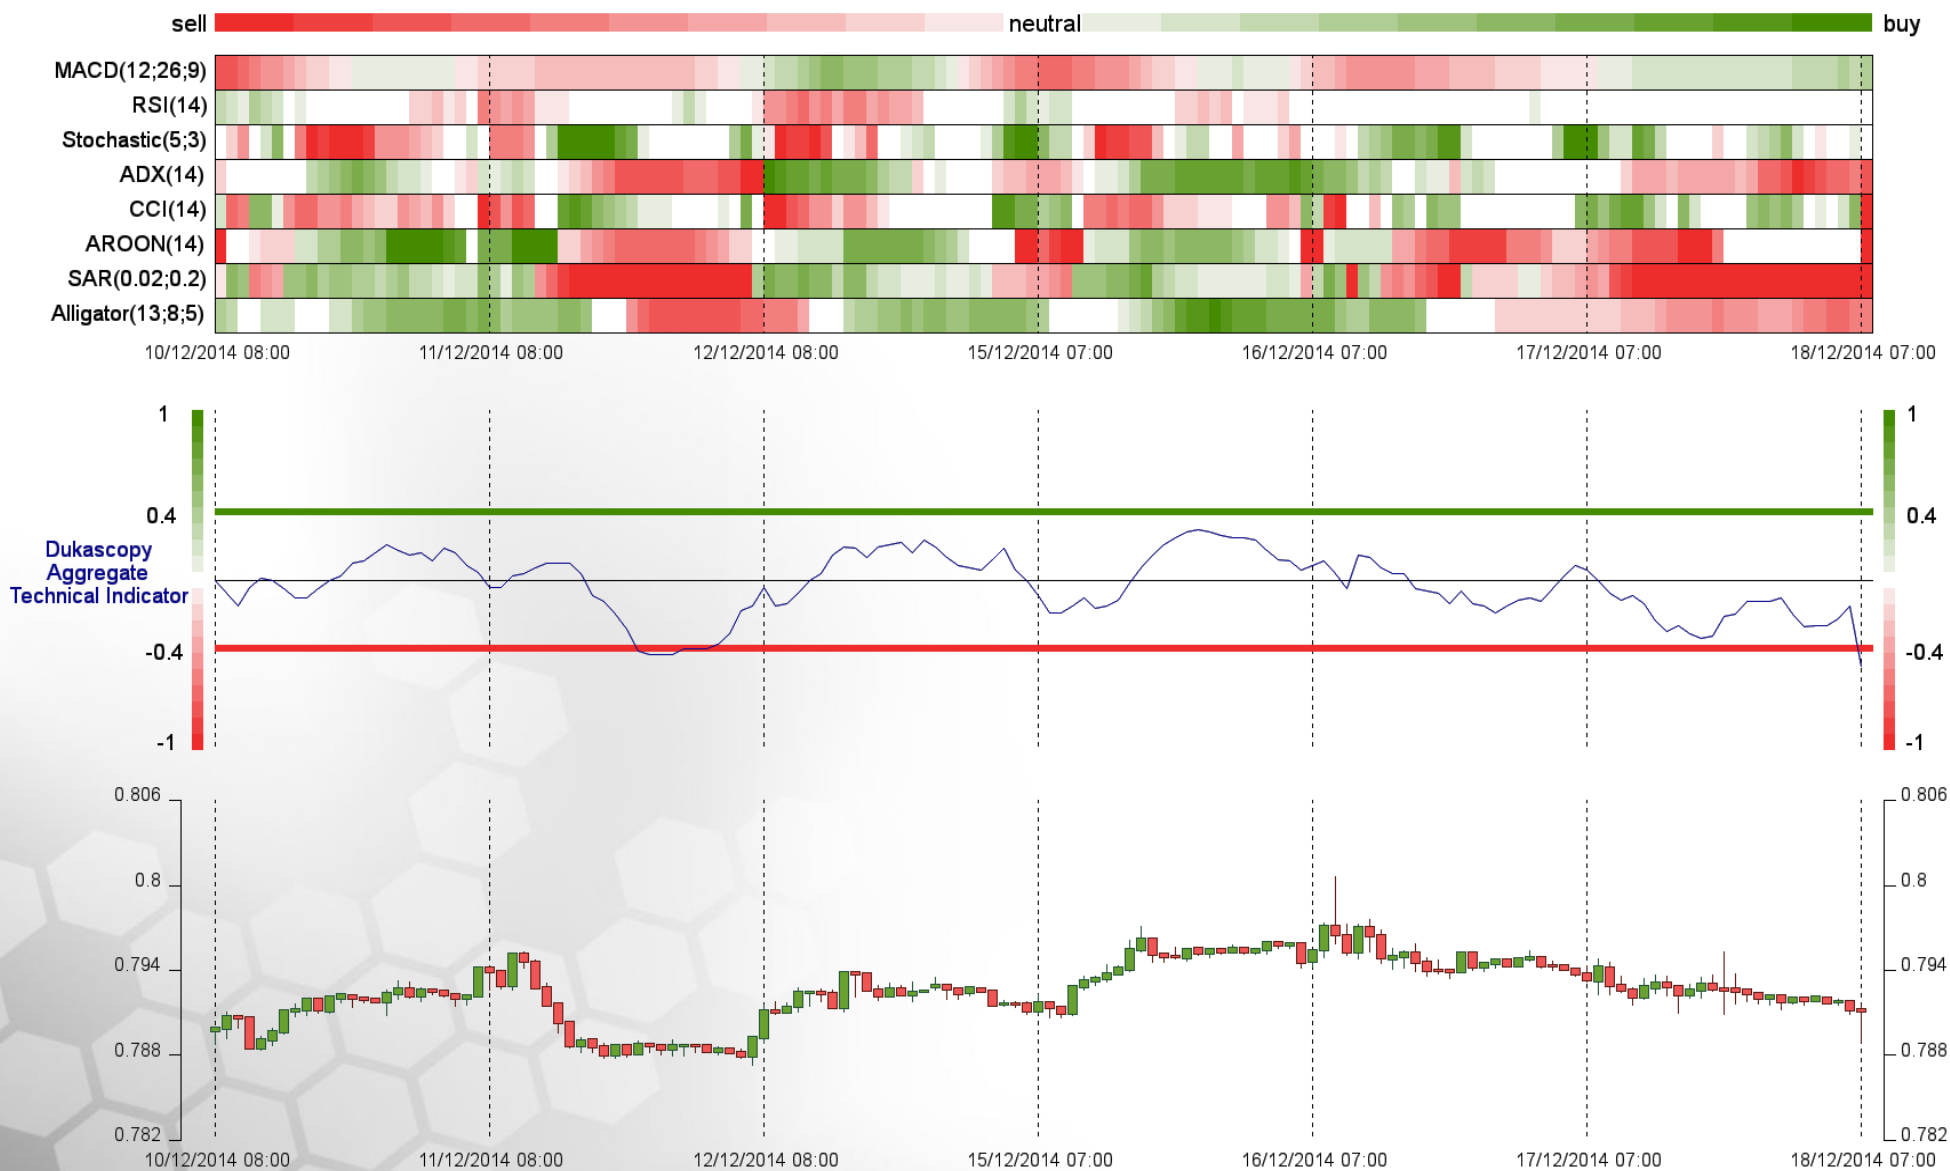 sell neutral buy
MACD(12;26;9)
RSI(14)
Stochastic(5;3)
ADX(14)
CCI(14)
AROON(14)
SAR(0.02;0.2)
Alligator(13;8;5)
10/12/2014 08:00 11/12/2014 08:00 12/12/2014 08:00 15/12/2014 07:00 16/12/2014 07:00 17/12/2014 07:00 18/12/2014 07:00
1 1
0.4 0.4
Dukascopy
Aggregate
Technical Indicator
-0.4 -0.4
-1 -1
0.806 0.806
0.8 0.8
0.794 0.794
0.788 0.788
0.782 0.782
10/12/2014 08:00 11/12/2014 08:00 12/12/2014 08:00 15/12/2014 07:00 16/12/2014 07:00 17/12/2014 07:00 18/12/2014 07:00